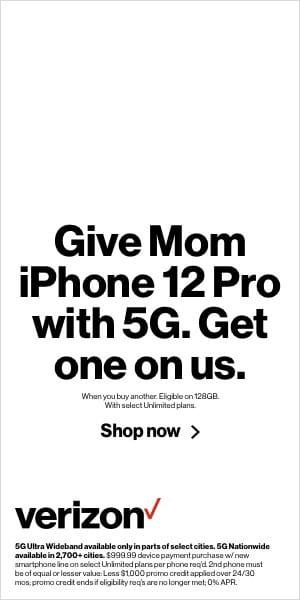 Give Mom
iPhone 12 Pro
with 5G. Get
one on us.
When you buy another. Eligible on 128GB.
With select Unlimited plans.
Shop now
verizon
5G Ultra Wideband available only in parts of select cities. 5G Nationwide
available in 2,700+ cities. $999.99 device payment purchase w/ new
smartphone line on select Unlimited plans per phone req'd. 2nd phone must
be of equal or lesser value: Less $1,000 promo credit applied over 24/30
mos; promo credit ends if eligibility req's are no longer met; 0% APR.